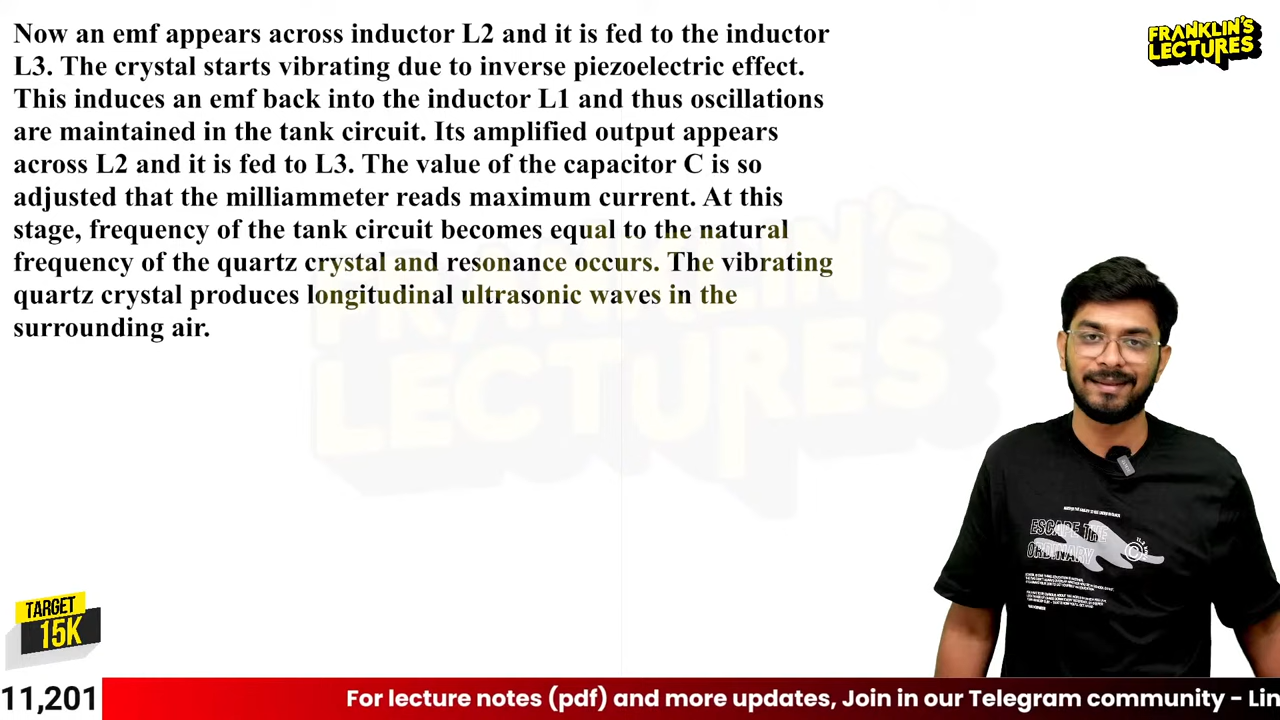 Now an emf appears across inductor L2 and it is fed to the inductor
L3. The crystal starts vibrating due to inverse piezoelectric effect.
This induces an emf back into the inductor L1 and thus oscillations
are maintained in the tank circuit. Its amplified output appears
across L2 and it is fed to L3. The value of the capacitor C is so
adjusted that the milliammeter reads maximum current. At this
stage, frequency of the tank circuit becomes equal to the natural
frequency of the quartz crystal and resonance occurs. The vibrating
quartz crystal produces longitudinal ultrasonic waves in the
surrounding air.
FRANKLIN'S
LECTURES
FRANKLIN'S
LECTURES
ESCAPE THE
ORDINARY
TARGET
15K
11,201
For lecture notes (pdf) and more updates, Join in our Telegram community - Lin